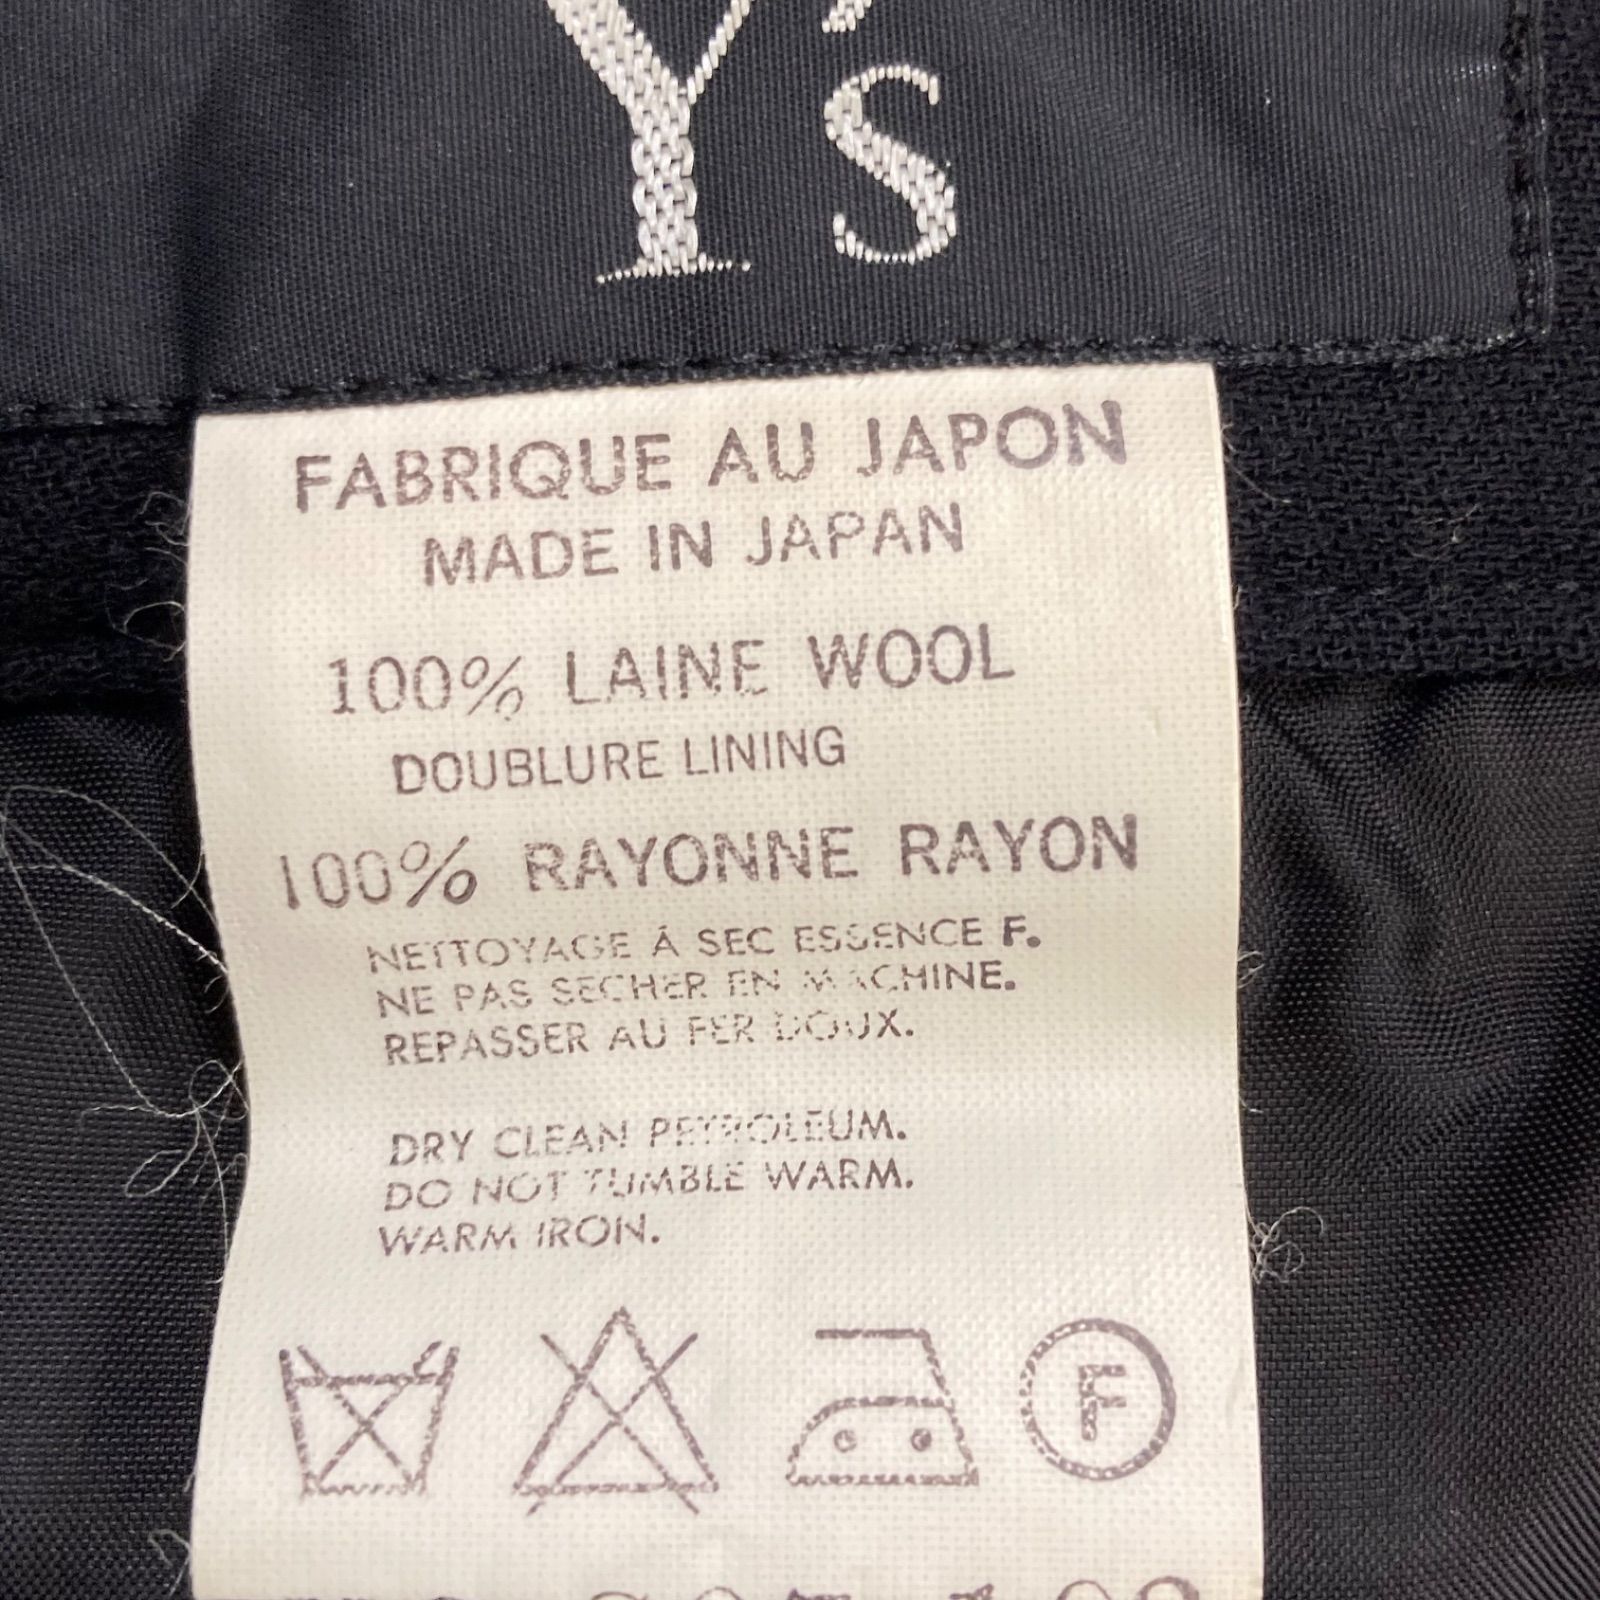 Y's
FABRIQUE AU JAPON
MADE IN JAPAN
100% LAINE WOOL
DOUBLURE LINING
100% RAYONNE RAYON
NETTOYAGE À SEC ESSENCE F.
NE PAS SECHER EN MACHINE.
REPASSER AU FER DOUX.
DRY CLEAN PETROLEUM.
DO NOT TUMBLE WARM.
WARM IRON.
F